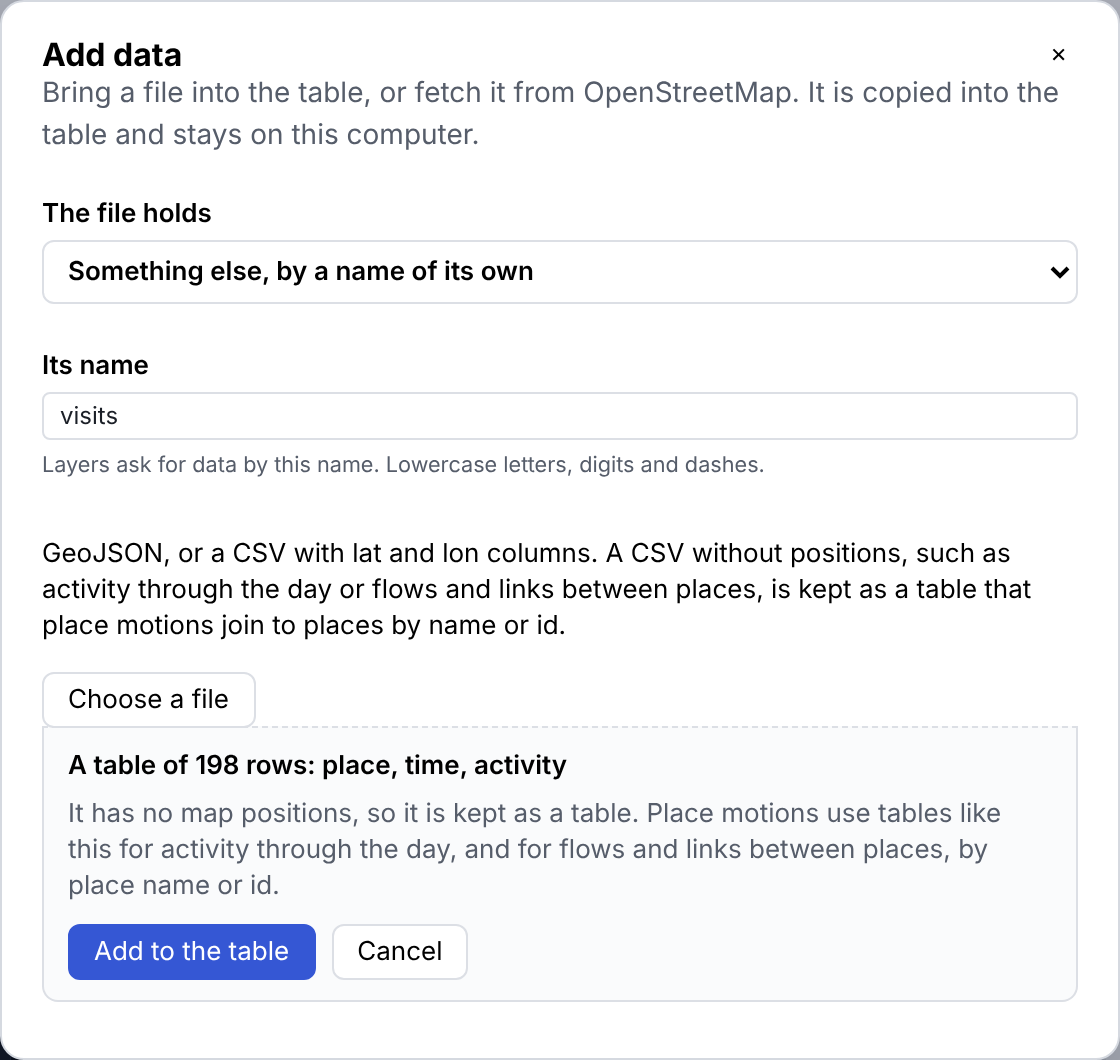 Add data
×
Bring a file into the table, or fetch it from OpenStreetMap. It is copied into the
table and stays on this computer.
The file holds
Something else, by a name of its own
Its name
visits
Layers ask for data by this name. Lowercase letters, digits and dashes.
GeoJSON, or a CSV with lat and lon columns. A CSV without positions, such as
activity through the day or flows and links between places, is kept as a table that
place motions join to places by name or id.
Choose a file
A table of 198 rows: place, time, activity
It has no map positions, so it is kept as a table. Place motions use tables like
this for activity through the day, and for flows and links between places, by
place name or id.
Add to the table
Cancel